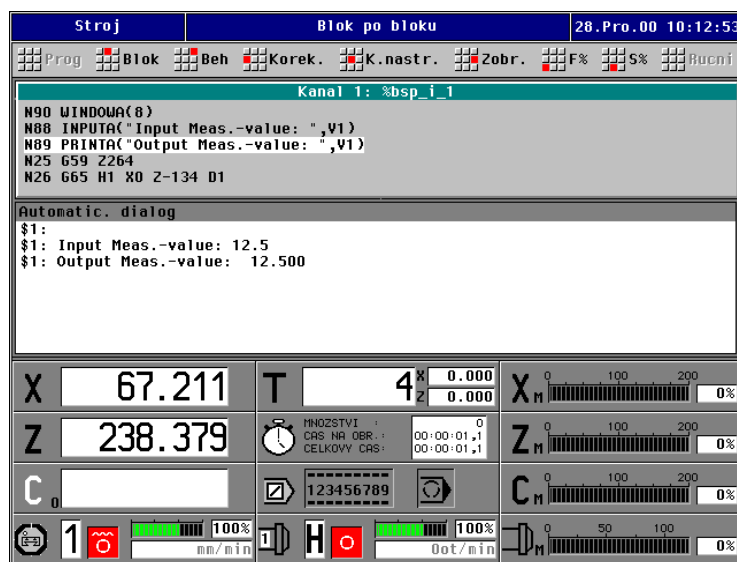 Stroj Blok po bloku 28.Pro.00 10:12:53
Prog Blok Beh Korek. K.nastr. Zobr. F% S% Rucni
Kanal 1: %bsp_i_1
N90 WINDOWA(8)
N88 INPUTA("Input Meas.-value: ",V1)
N89 PRINTA("Output Meas.-value: ",V1)
N25 G59 Z264
N26 G65 H1 X0 Z-134 D1
Automatic. dialog
$1:
$1: Input Meas.-value: 12.5
$1: Output Meas.-value:  12.500
X 67.211 T 4 X 0.000 Z 0.000 X M 0 100 200 0%
Z 238.379 MNOZSTVI : 0 Z M 0 100 200 0%
CAS NA OBR.: 00:00:01,1
CELKOVY CAS: 00:00:01,1
C 0 123456789 C M 0 100 200 0%
1 100% mm/min 1 H 100% Oot/min M 0 50 100 0%